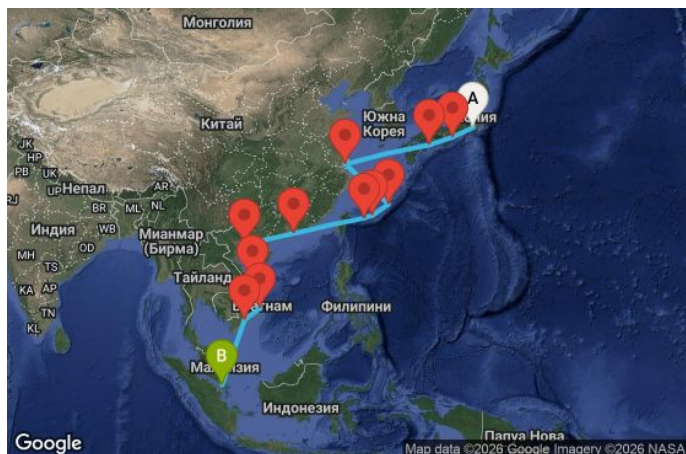 Монголия
A
Южна
Корея
Китай
JK
HP
PB
UK
UP
Непал
AR
RJ
BR
ML
NL
Индия
WB
Мианмар
(Бирма)
MH
OD
TS
Тайланд
KA
AP
Филипини
TN
KL
B
Индонезия
Папуа Нова
Google
Map data ©2026 Google Imagery ©2026 NASA